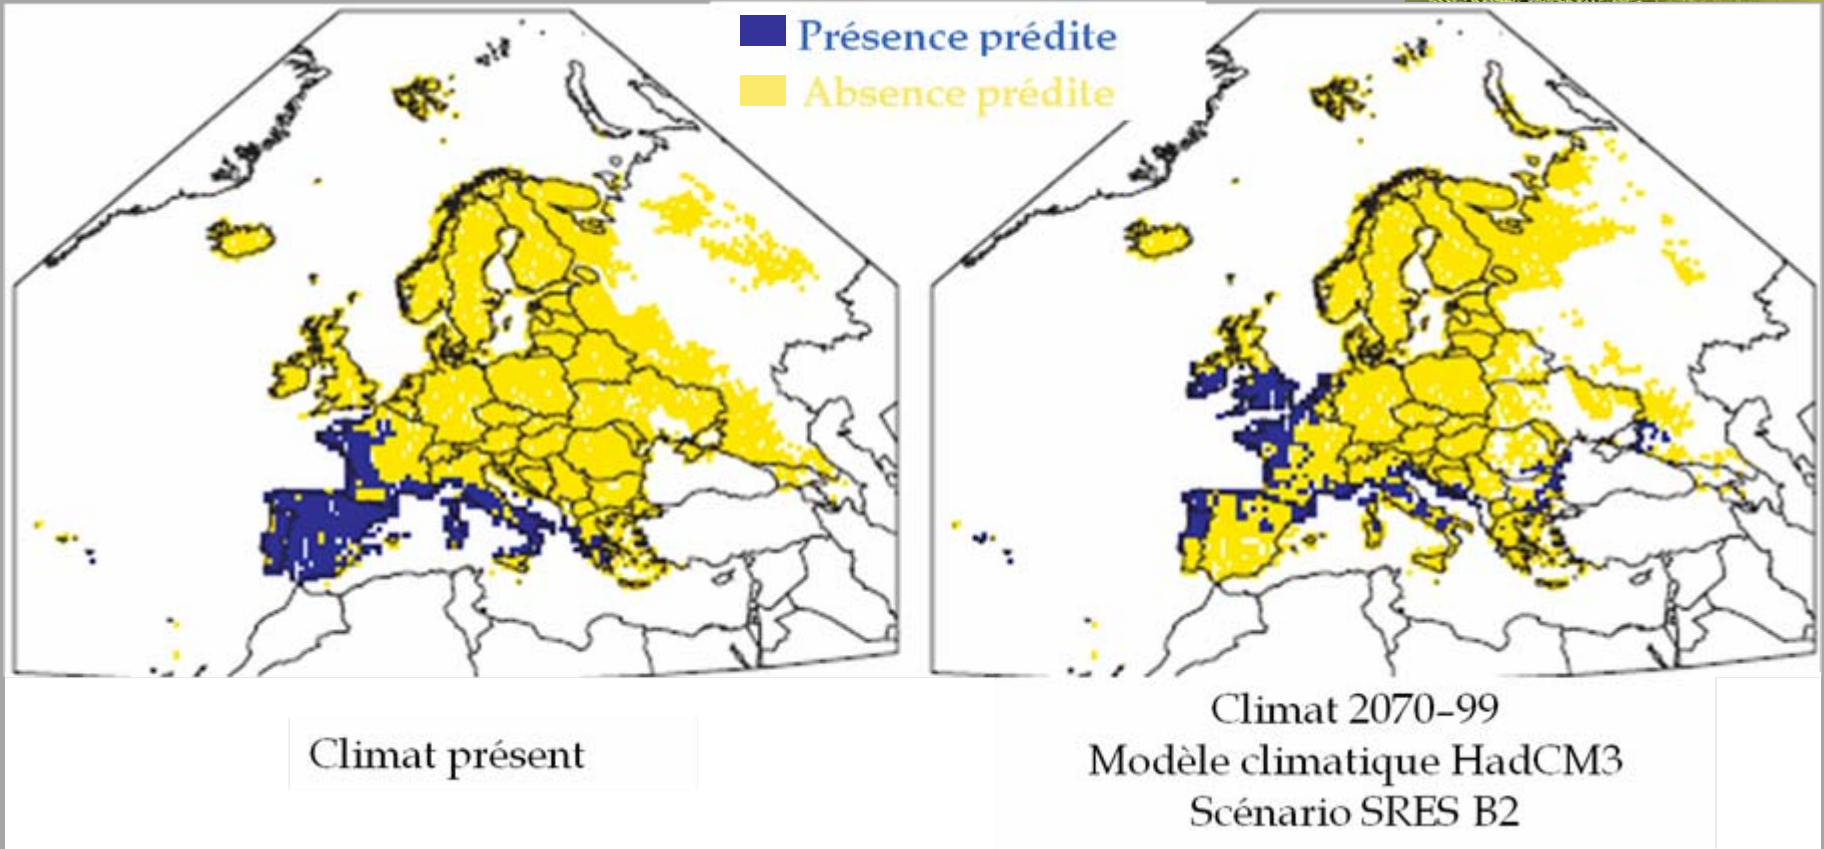 Présence prédite
Absence prédite
Climat présent
Climat 2070–99
Modèle climatique HadCM3
Scénario SRES B2